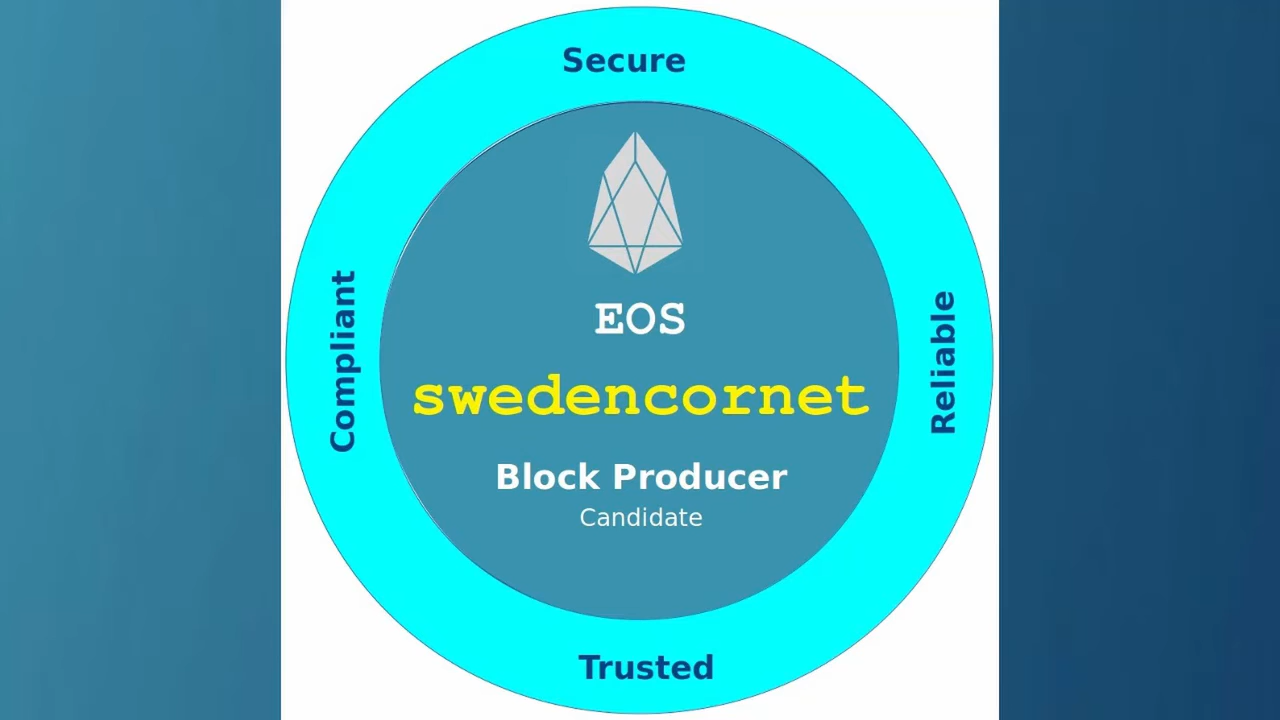 Secure
Compliant
Reliable
EOS
swedencornet
Block Producer
Candidate
Trusted